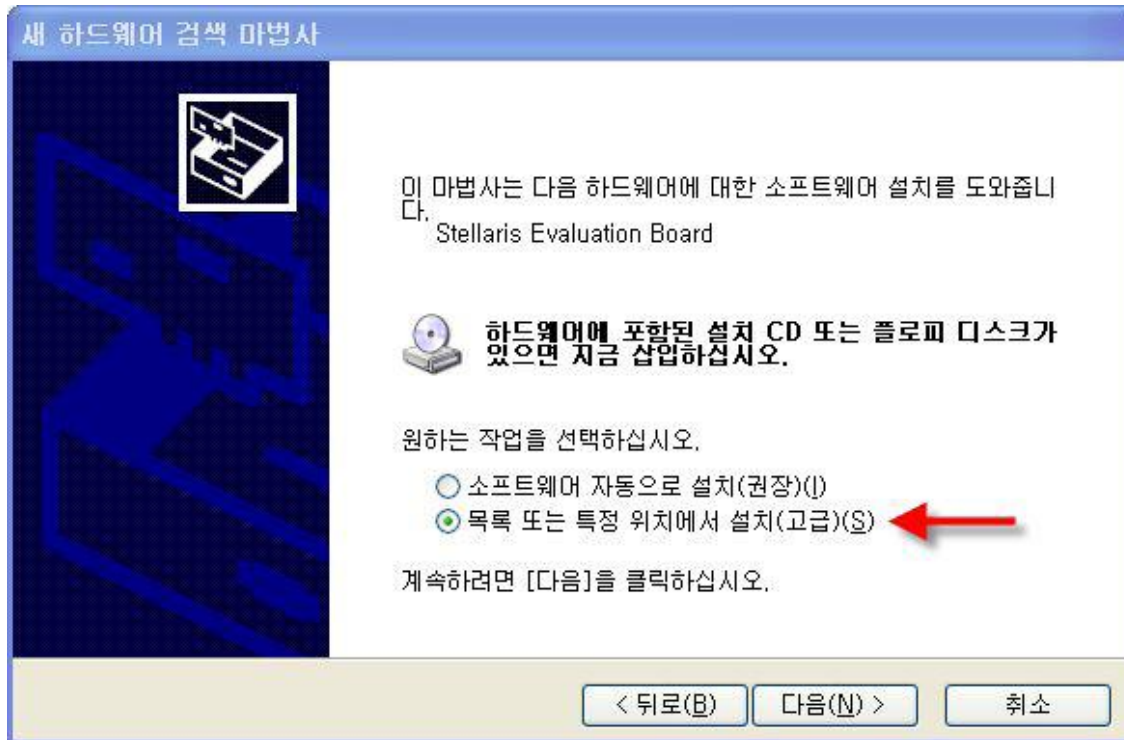 새 하드웨어 검색 마법사
이 마법사는 다음 하드웨어에 대한 소프트웨어 설치를 도와줍니
다.
Stellaris Evaluation Board
하드웨어에 포함된 설치 CD 또는 플로피 디스크가
있으면 지금 삽입하십시오.
원하는 작업을 선택하십시오.
소프트웨어 자동으로 설치(권장)(I)
목록 또는 특정 위치에서 설치(고급)(S)
계속하려면 [다음]을 클릭하십시오.
< 뒤로(B) 다음(N) > 취소